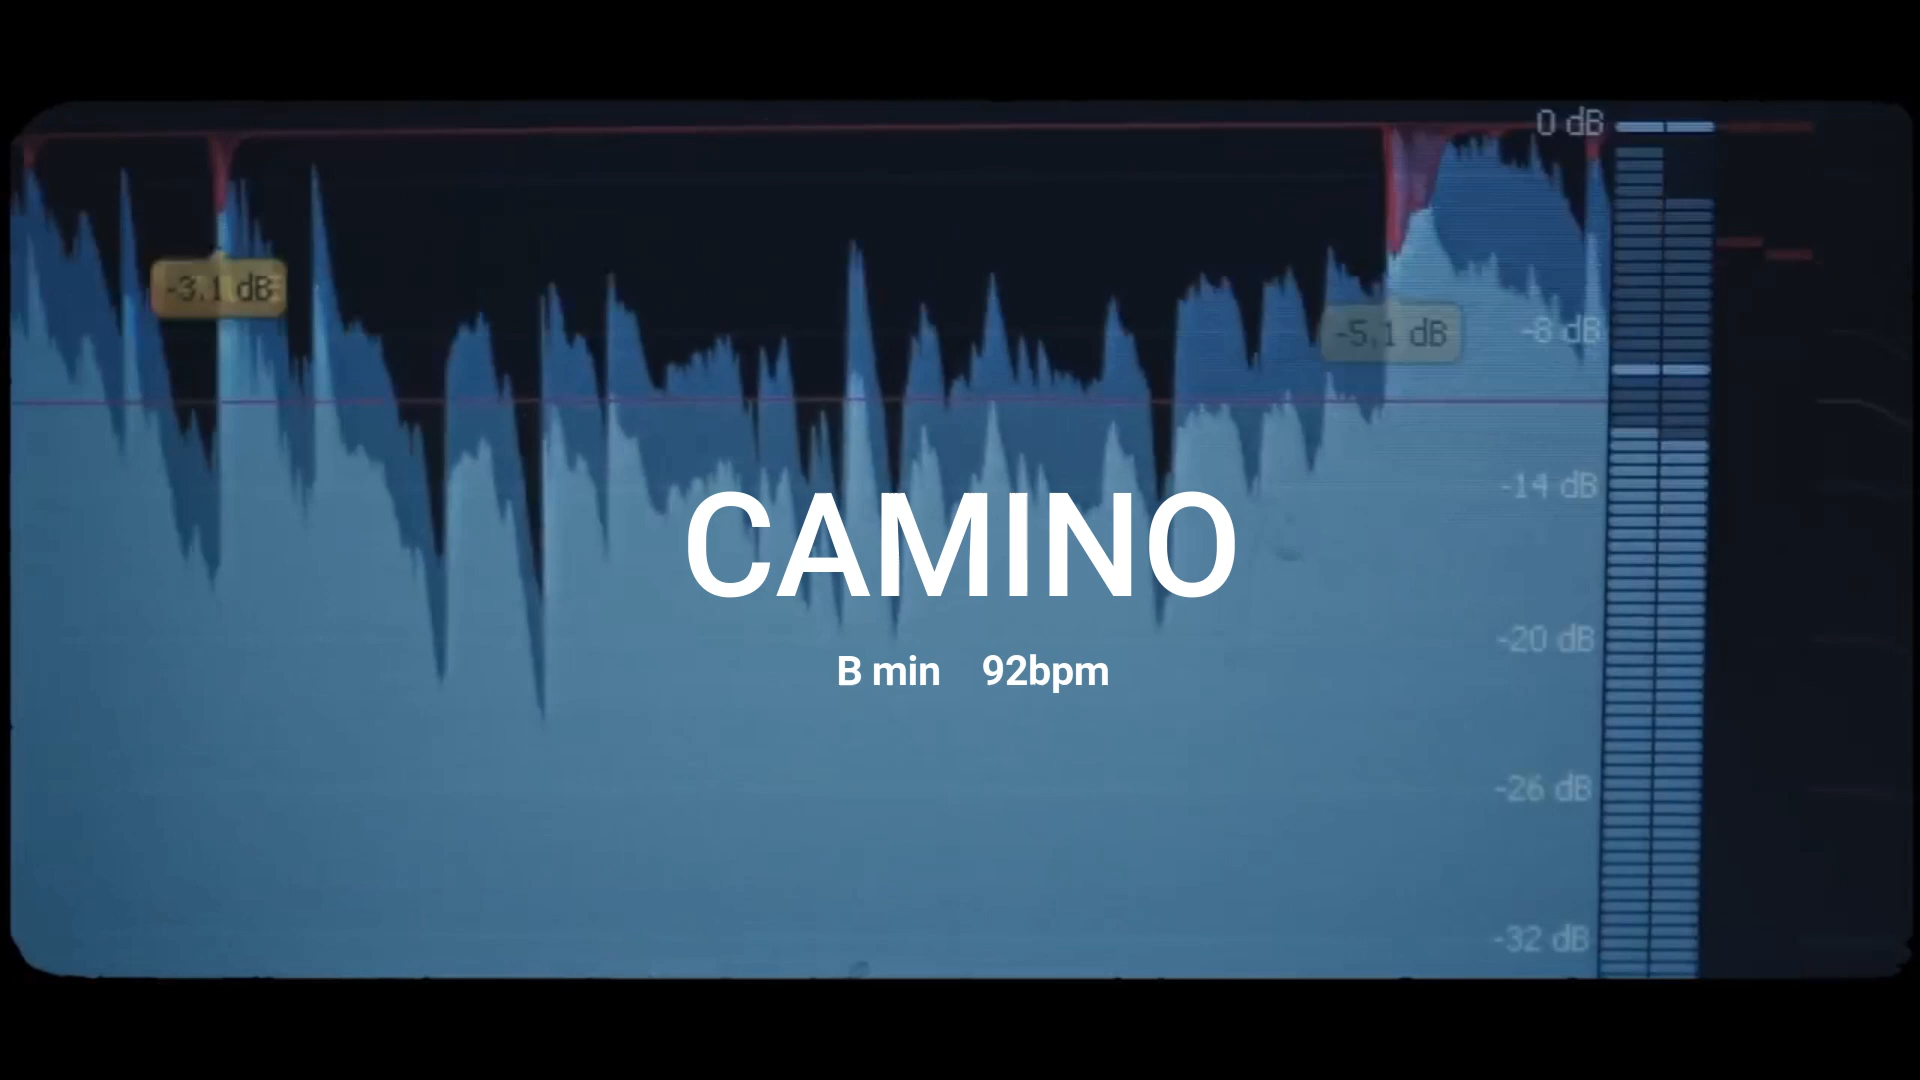 0 dB
-3.1 dB
-5.1 dB
-8 dB
-14 dB
CAMINO
-20 dB
B min 92bpm
-26 dB
-32 dB